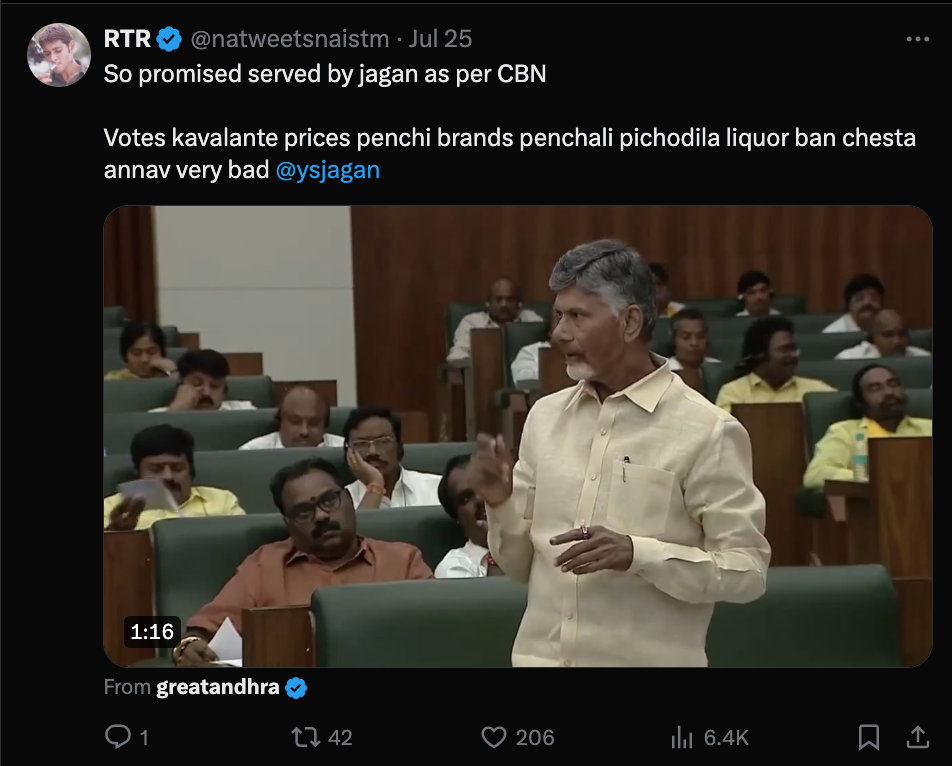 RTR @natweetsnaistm · Jul 25
So promised served by jagan as per CBN
Votes kavalante prices penchi brands penchali pichodila liquor ban chesta
annav very bad @ysjagan
1:16
From greatandhra
1 42 206 6.4K